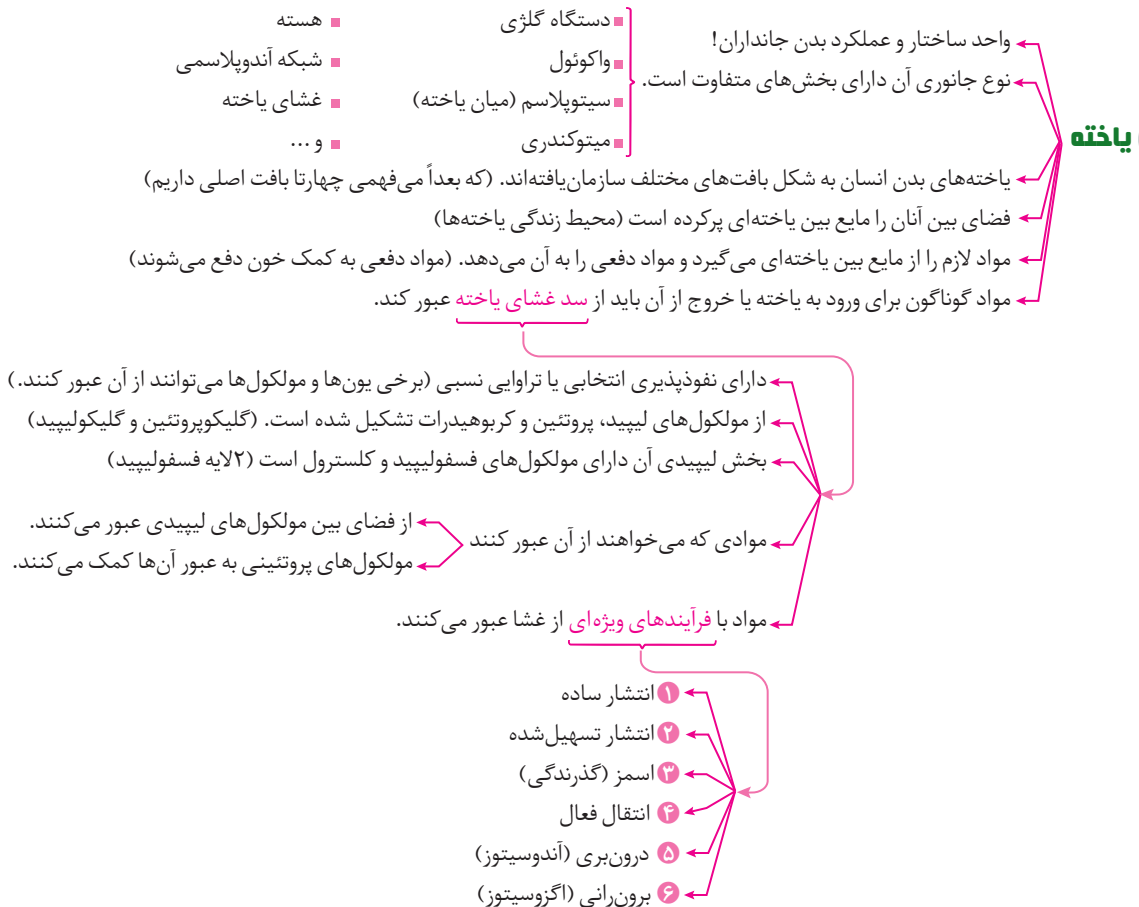 یاخته
واحد ساختار و عملکرد بدن جانداران!
نوع جانوری آن دارای بخش‌های متفاوت است.
دستگاه گلژی
واکوئول
سیتوپلاسم (میان یاخته)
میتوکندری
هسته
شبکه آندوپلاسمی
غشای یاخته
و ...
یاخته‌های بدن انسان به شکل بافت‌های مختلف سازمان‌یافته‌اند. (که بعداً می‌فهمی چهارتا بافت اصلی داریم)
فضای بین آنان را مایع بین یاخته‌ای پرکرده است (محیط زندگی یاخته‌ها)
مواد لازم را از مایع بین یاخته‌ای می‌گیرد و مواد دفعی را به آن می‌دهد. (مواد دفعی به کمک خون دفع می‌شوند)
مواد گوناگون برای ورود به یاخته یا خروج از آن باید از سد غشای یاخته عبور کند.
دارای نفوذپذیری انتخابی یا تراوایی نسبی (برخی یون‌ها و مولکول‌ها می‌توانند از آن عبور کنند.)
از مولکول‌های لیپید، پروتئین و کربوهیدرات تشکیل شده است. (گلیکوپروتئین و گلیکولیپید)
بخش لیپیدی آن دارای مولکول‌های فسفولیپید و کلسترول است (۲لایه فسفولیپید)
موادی که می‌خواهند از آن عبور کنند
از فضای بین مولکول‌های لیپیدی عبور می‌کنند.
مولکول‌های پروتئینی به عبور آن‌ها کمک می‌کنند.
مواد با فرآیندهای ویژه‌ای از غشا عبور می‌کنند.
۱ انتشار ساده
۲ انتشار تسهیل‌شده
۳ اسمز (گذرندگی)
۴ انتقال فعال
۵ درون‌بری (آندوسیتوز)
۶ برون‌رانی (اگزوسیتوز)